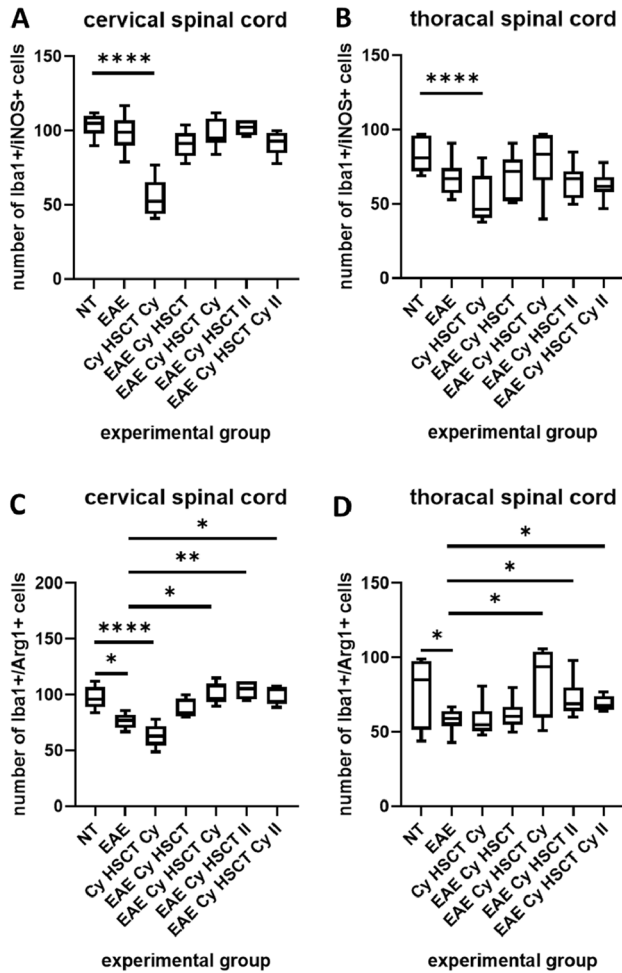 A
cervical spinal cord
number of Iba1+/iNOS+ cells
150
100
50
0
****
NT
EAE
Cy HSCT Cy
EAE Cy HSCT
EAE Cy HSCT Cy
EAE Cy HSCT II
EAE Cy HSCT Cy II
experimental group
B
thoracal spinal cord
number of Iba1+/iNOS+ cells
150
100
50
0
****
NT
EAE
Cy HSCT Cy
EAE Cy HSCT
EAE Cy HSCT Cy
EAE Cy HSCT II
EAE Cy HSCT Cy II
experimental group
C
cervical spinal cord
number of Iba1+/Arg1+ cells
200
150
100
50
0
*
**
*
****
*
NT
EAE
Cy HSCT Cy
EAE Cy HSCT
EAE Cy HSCT Cy
EAE Cy HSCT II
EAE Cy HSCT Cy II
experimental group
D
thoracal spinal cord
number of Iba1+/Arg1+ cells
150
100
50
0
*
*
*
*
NT
EAE
Cy HSCT Cy
EAE Cy HSCT
EAE Cy HSCT Cy
EAE Cy HSCT II
EAE Cy HSCT Cy II
experimental group